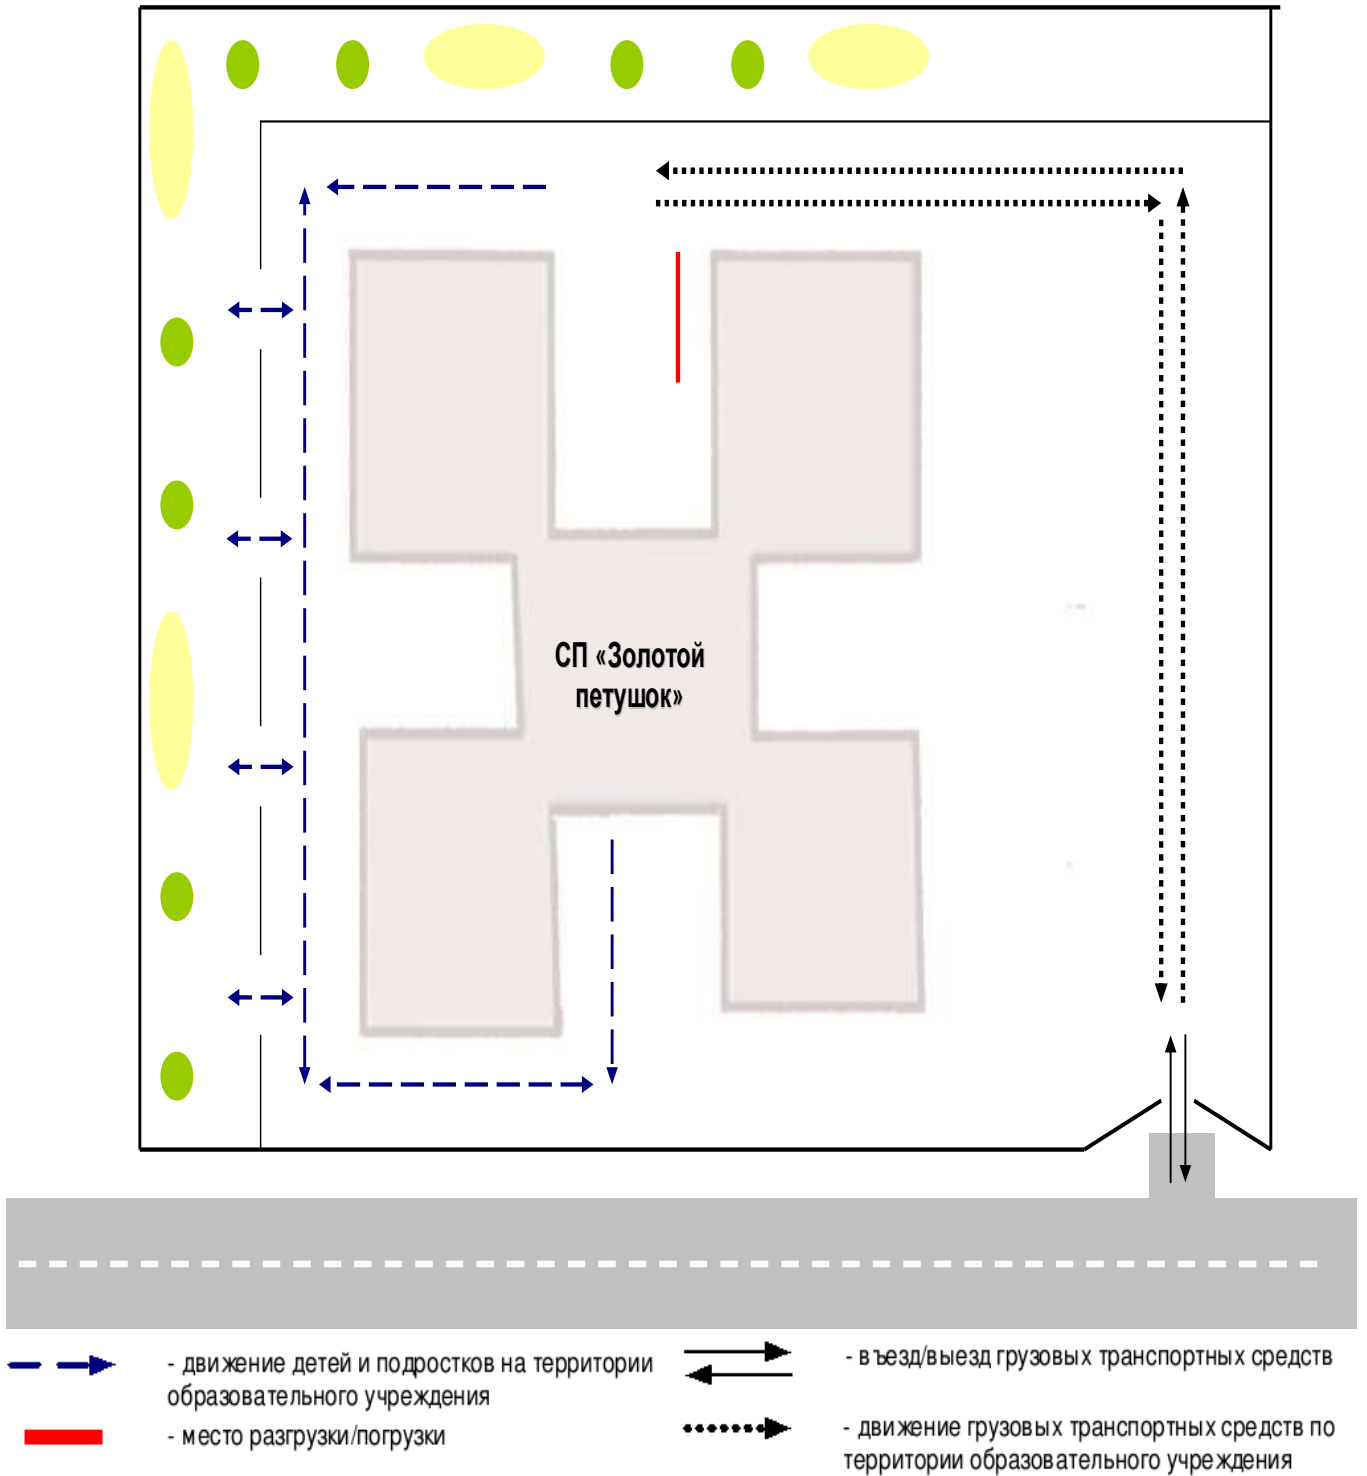 СП «Золотой
петушок»
- движение детей и подростков на территории
образовательного учреждения
- место разгрузки/погрузки
- въезд/выезд грузовых транспортных средств
- движение грузовых транспортных средств по
территории образовательного учреждения